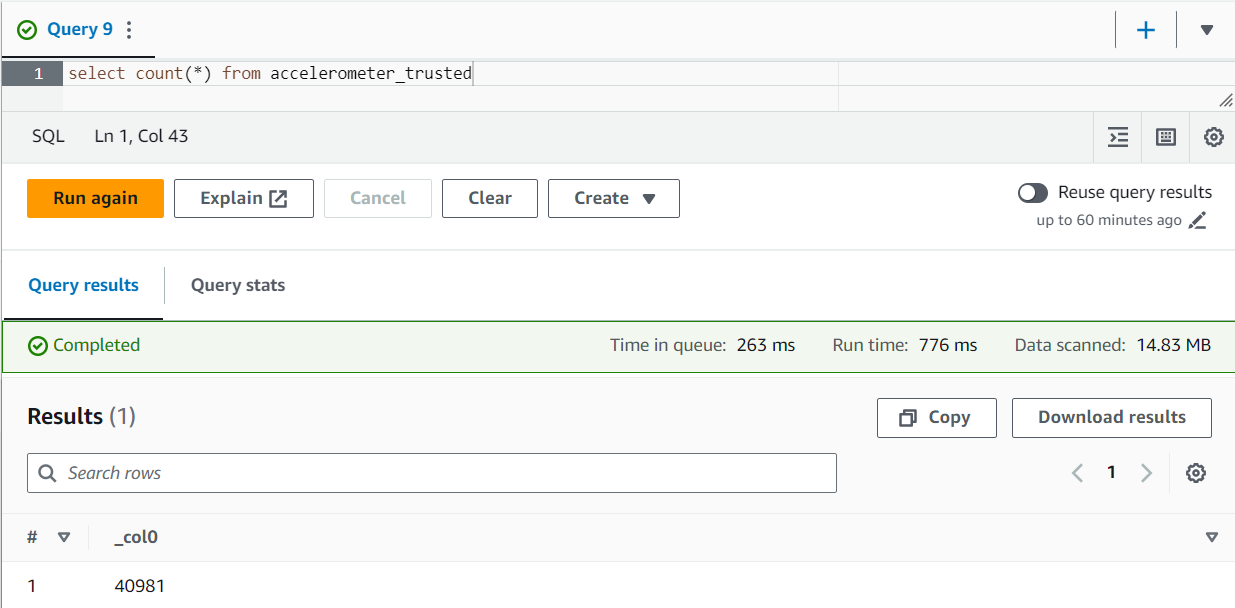 Query 9
1 select count(*) from accelerometer_trusted
SQL Ln 1, Col 43
Run again Explain Cancel Clear Create Reuse query results
up to 60 minutes ago
Query results Query stats
Completed Time in queue: 263 ms Run time: 776 ms Data scanned: 14.83 MB
Results (1) Copy Download results
Search rows 1
# _col0
1 40981